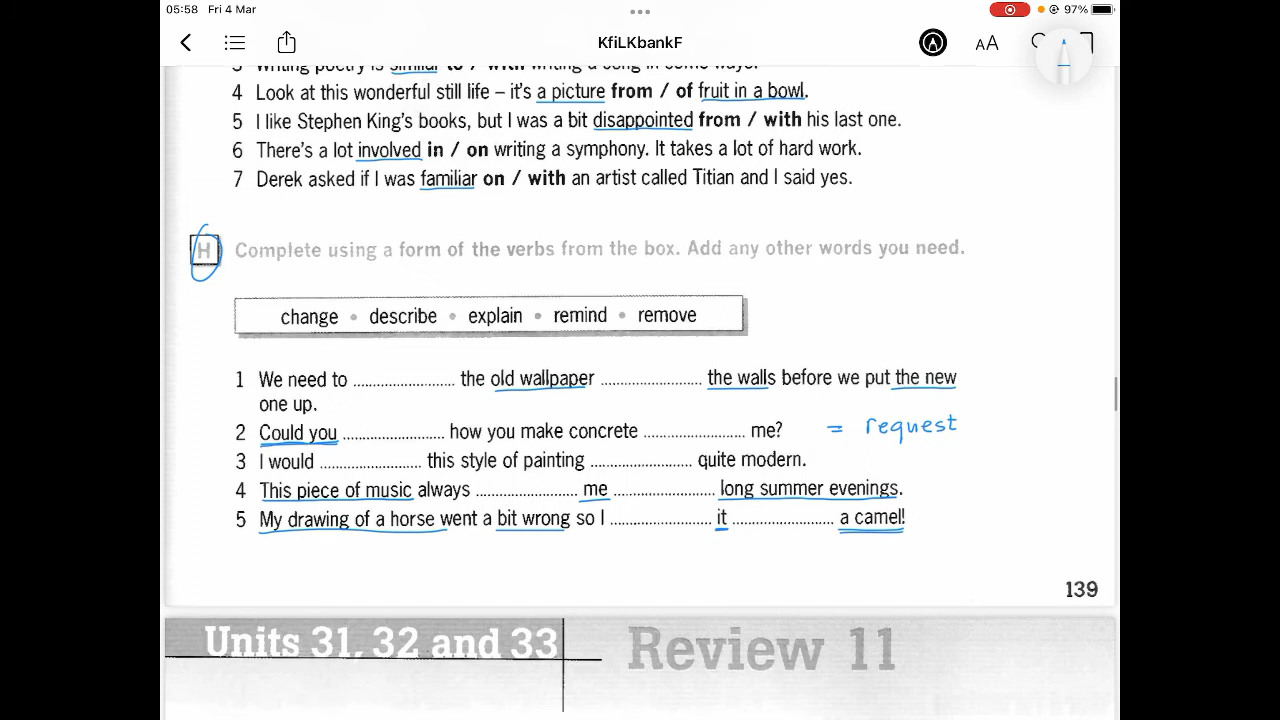 05:58 Fri 4 Mar
97%
KfiLKbankF
AA
3 Writing poetry is similar to / with writing a song in some ways.
4 Look at this wonderful still life – it's a picture from / of fruit in a bowl.
5 I like Stephen King's books, but I was a bit disappointed from / with his last one.
6 There's a lot involved in / on writing a symphony. It takes a lot of hard work.
7 Derek asked if I was familiar on / with an artist called Titian and I said yes.
H Complete using a form of the verbs from the box. Add any other words you need.
change • describe • explain • remind • remove
1 We need to ........................ the old wallpaper ........................ the walls before we put the new
one up.
2 Could you ........................ how you make concrete ........................ me? = request
3 I would ........................ this style of painting ........................ quite modern.
4 This piece of music always ........................ me ........................ long summer evenings.
5 My drawing of a horse went a bit wrong so I ........................ it ........................ a camel!
139
Units 31, 32 and 33
Review 11